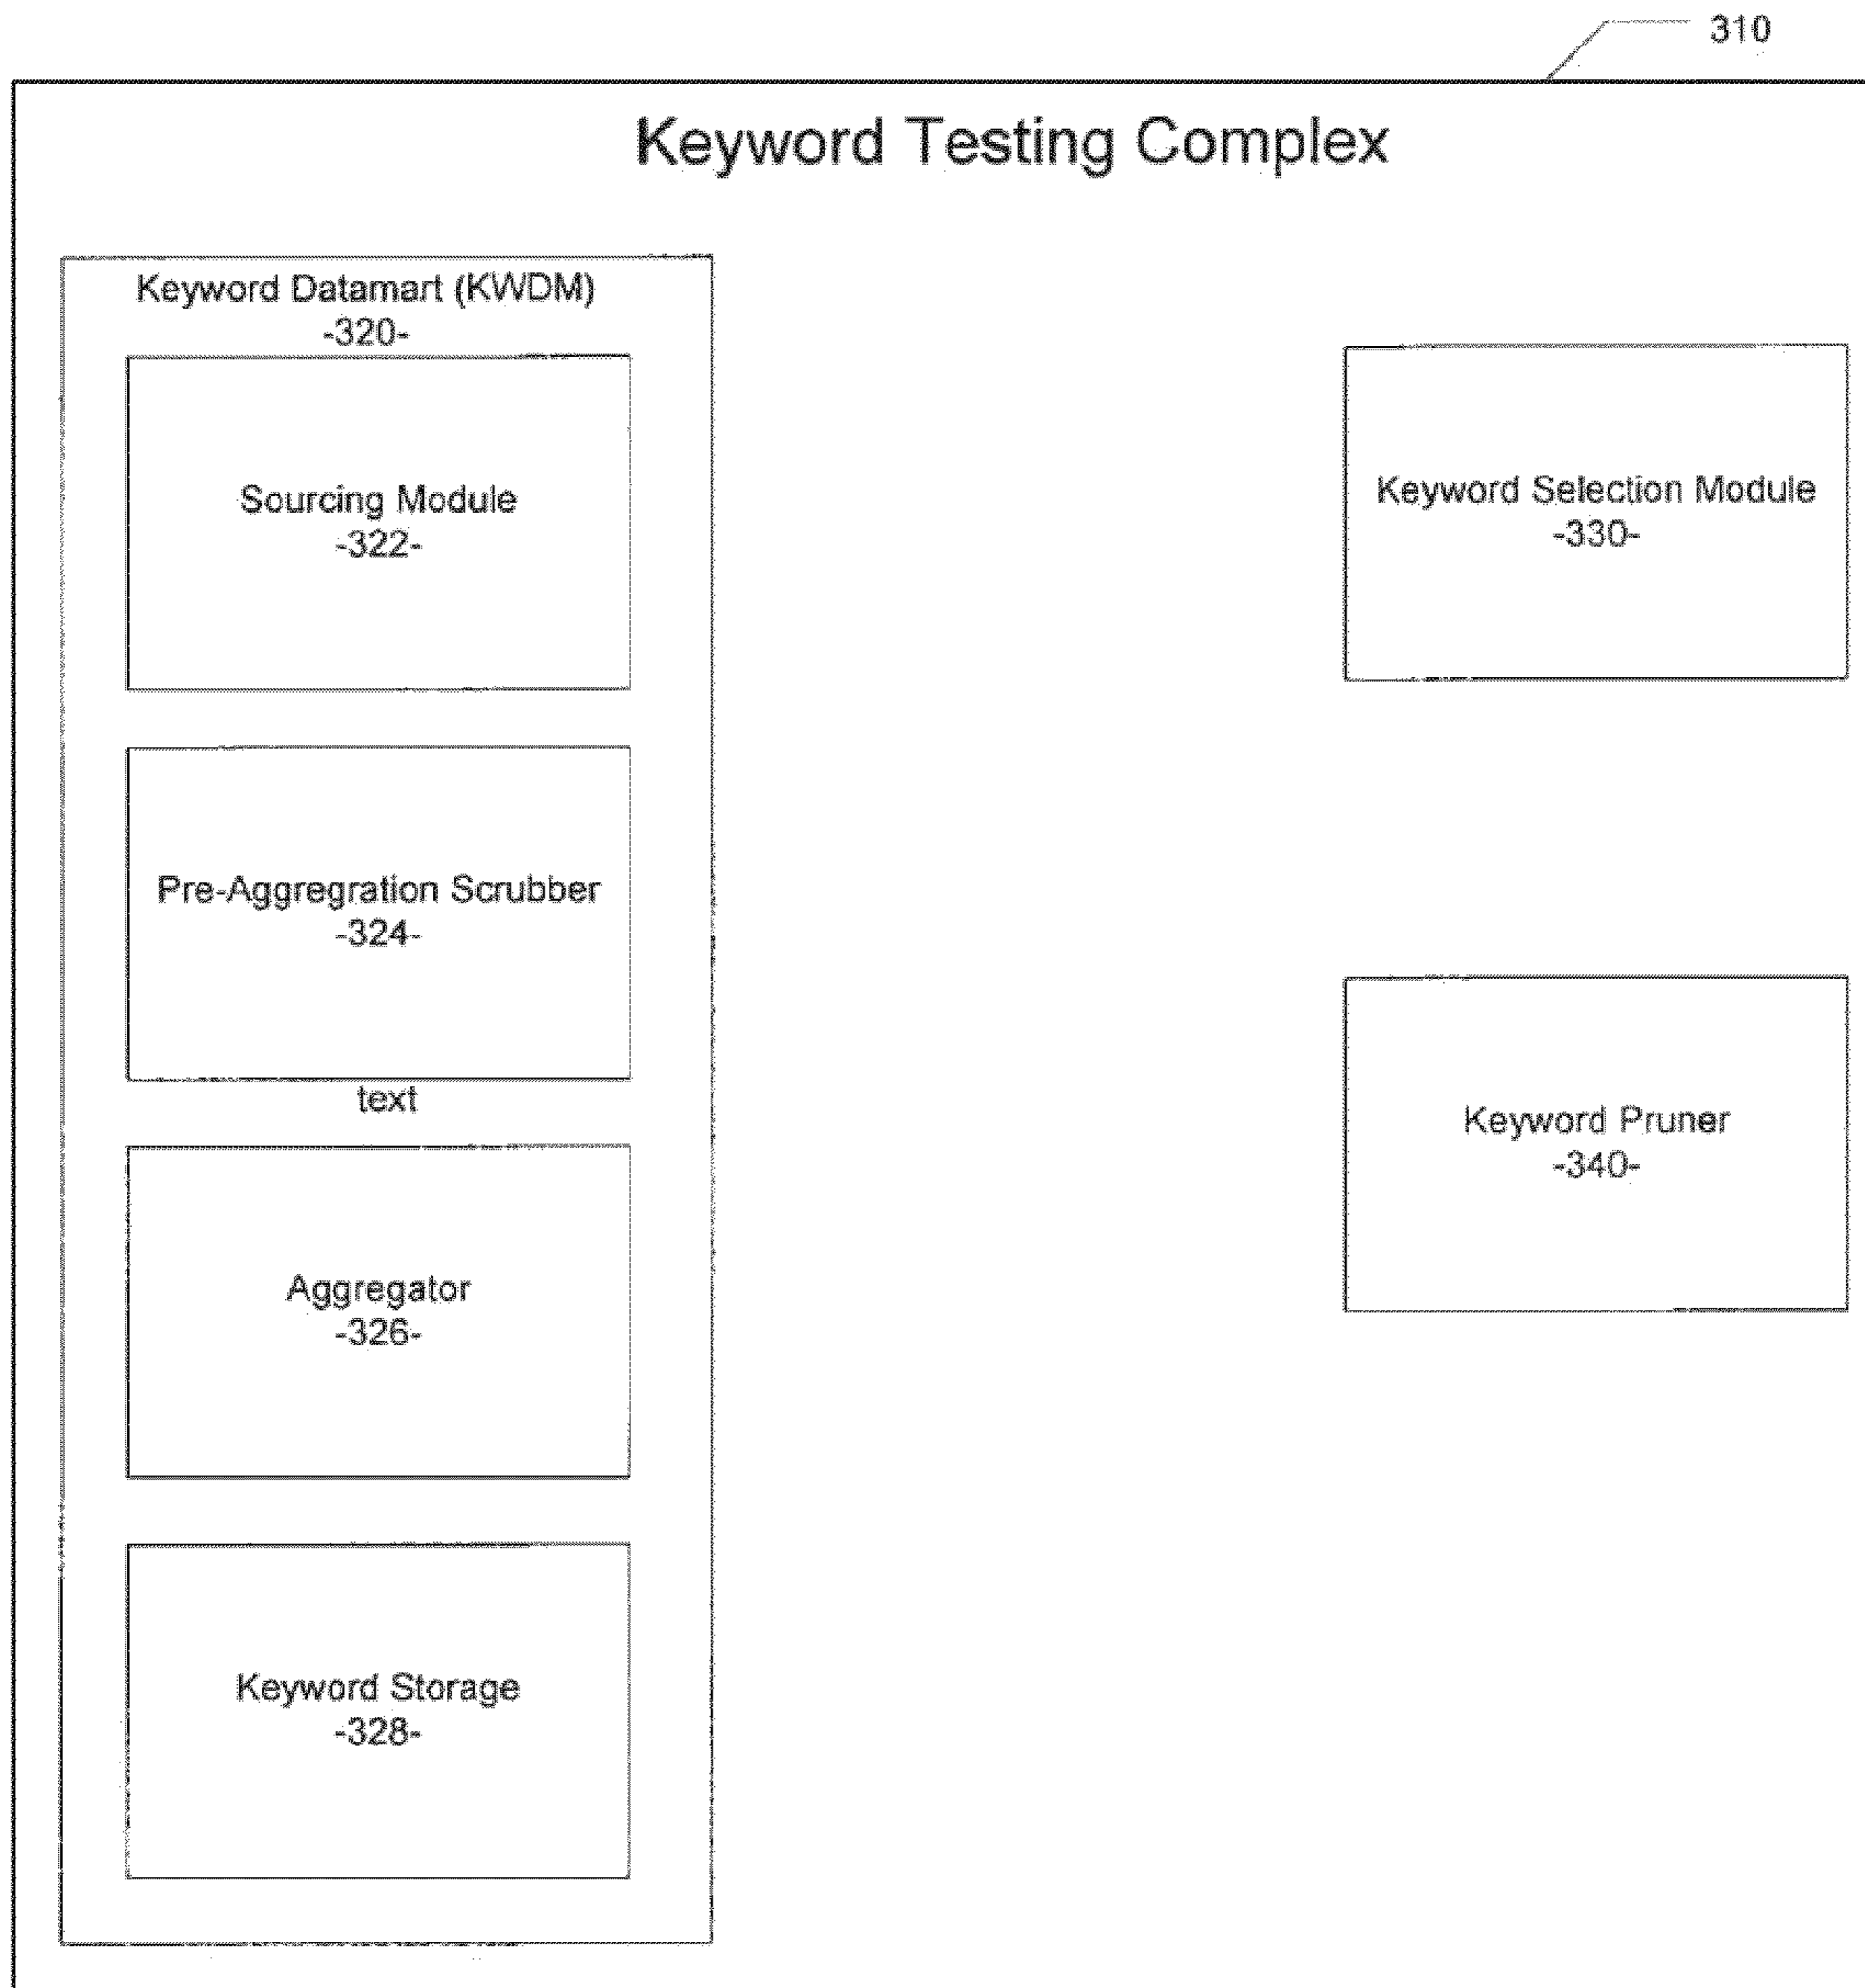 310
Keyword Testing Complex
Keyword Datamart (KWDM)
-320-
Sourcing Module
-322-
Pre-Aggregration Scrubber
-324-
text
Aggregator
-326-
Keyword Storage
-328-
Keyword Selection Module
-330-
Keyword Pruner
-340-